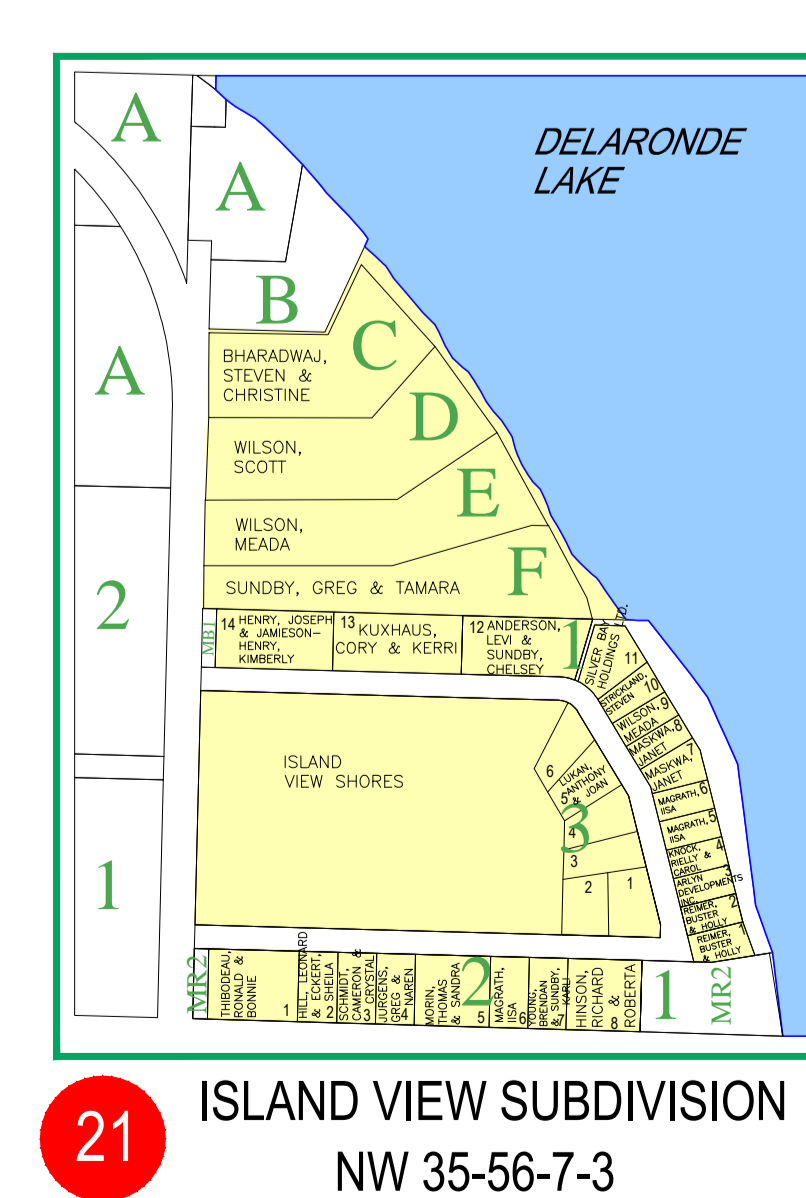 DELARONDE
LAKE
A
A
B
A
C
BHARADWAJ,
STEVEN &
CHRISTINE
D
WILSON,
SCOTT
E
WILSON,
MEADA
F
SUNDBY, GREG & TAMARA
2
14 HENRY, JOSEPH
& JAMIESON–
HENRY,
KIMBERLY
13 KUXHAUS,
CORY & KERRI
12 ANDERSON,
LEVI &
SUNDBY,
CHELSEY
1
SILVER BAY
HOLDINGS LTD.
11
STRICKLAND,
STEVEN
10
WILSON,
MEADA
9
MASKWA,
JANET
8
MASKWA,
JANET
7
MAGRATH,
IISA
6
MAGRATH,
IISA
5
KNOCK,
RIELLY &
CAROL
4
ARLYN
DEVELOPMENTS
INC.
3
REIMER,
BUSTER
& HOLLY
2
REIMER,
BUSTER
& HOLLY
1
ISLAND
VIEW SHORES
6
LUKAN,
ANTHONY
& JOAN
5
4
3
3
2
1
1
MR2
THIBODEAU,
RONALD &
BONNIE
1
HILL, LEONARD
& ECKERT,
SHEILA
2
SCHMIDT,
CAMERON &
CRYSTAL
3
JURGENS,
GREG &
NAREN
4
MORIN,
THOMAS
& SANDRA
5
2
MAGRATH,
IISA
6
YOUNG,
BRENDAN
& SUNDBY,
KARLI
7
HINSON,
RICHARD
&
ROBERTA
8
1
MR2
21
ISLAND VIEW SUBDIVISION
NW 35-56-7-3